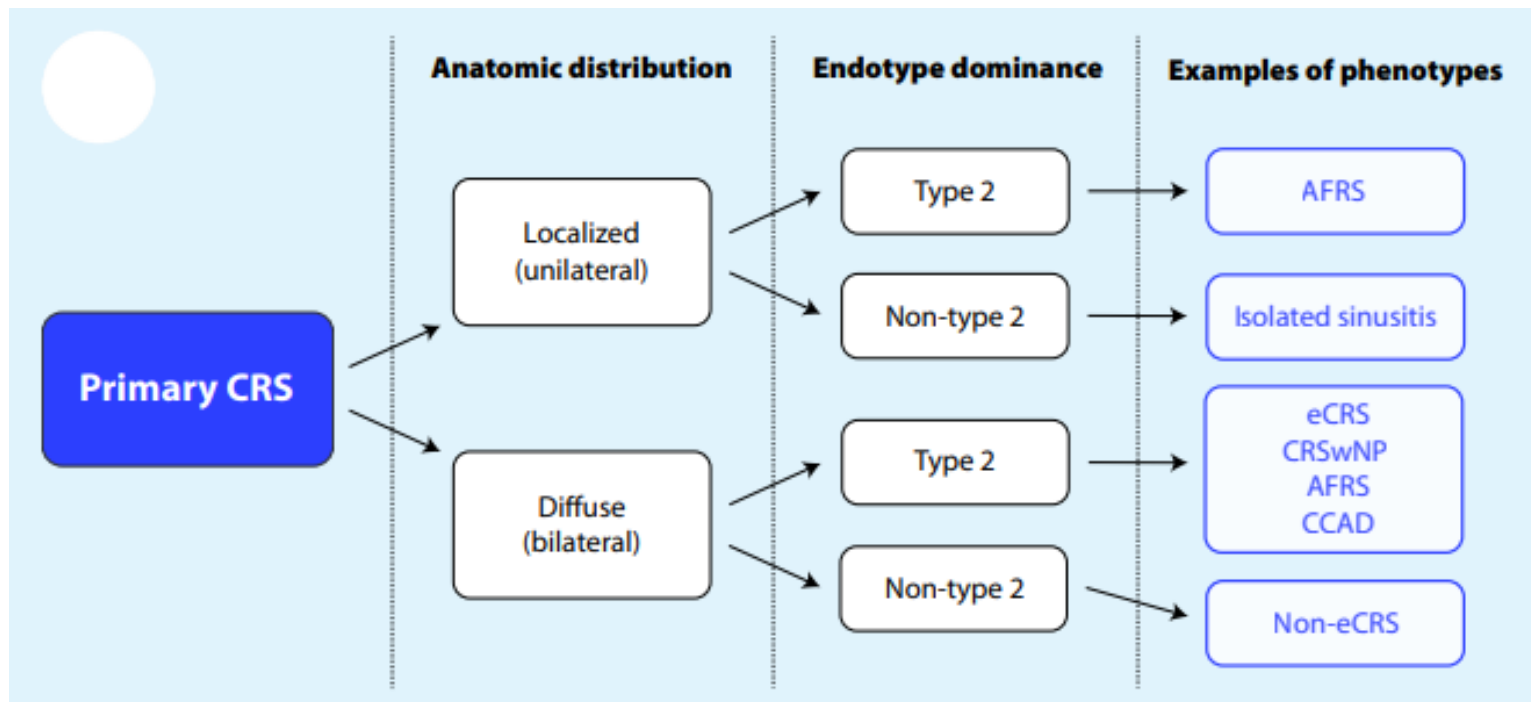 Anatomic distribution
Endotype dominance
Examples of phenotypes
Primary CRS
Localized
(unilateral)
Type 2
AFRS
Non-type 2
Isolated sinusitis
Diffuse
(bilateral)
Type 2
eCRS
CRSwNP
AFRS
CCAD
Non-type 2
Non-eCRS